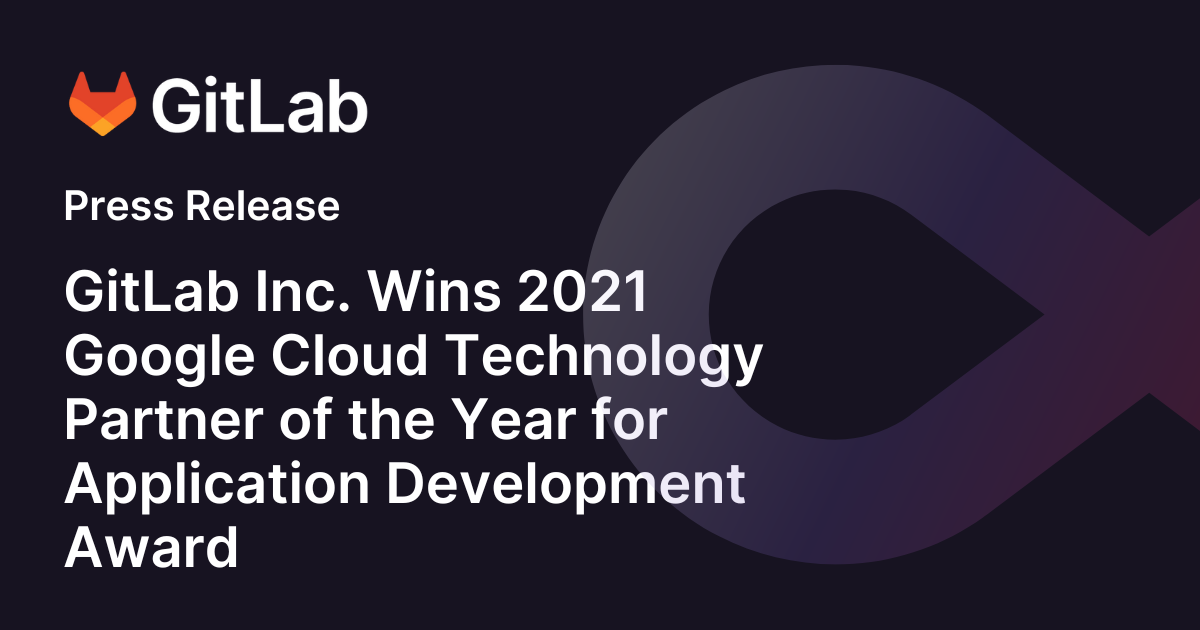 GitLab
Press Release
GitLab Inc. Wins 2021
Google Cloud Technology
Partner of the Year for
Application Development
Award